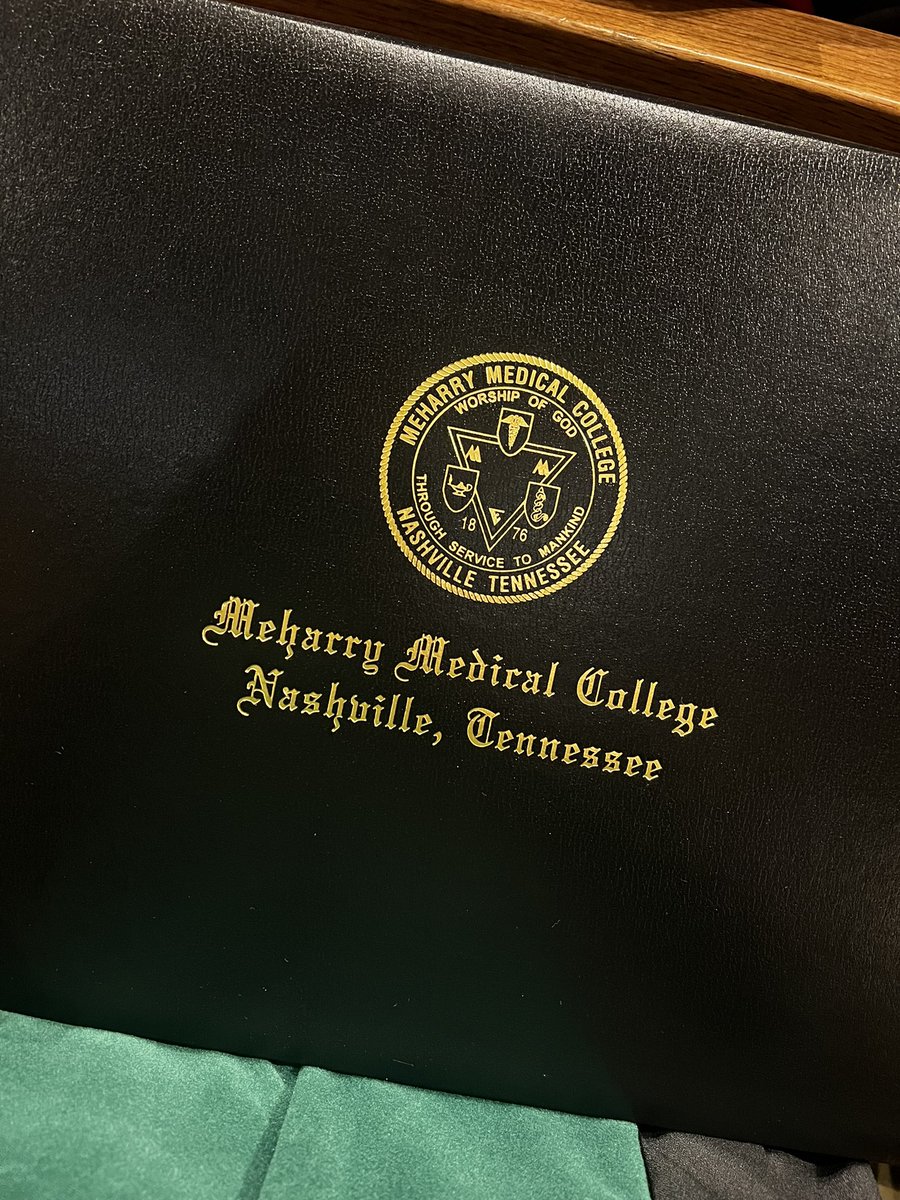 MEHARRY MEDICAL COLLEGE
WORSHIP OF GOD
M M
E
18 76
THROUGH SERVICE TO MANKIND
NASHVILLE TENNESSEE
Meharry Medical College
Nashville, Tennessee